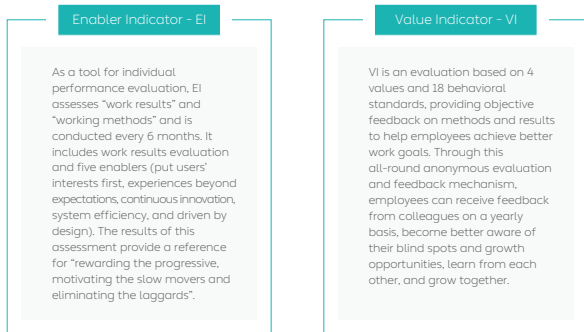 Enabler Indicator - EI
As a tool for individual
performance evaluation, EI
assesses “work results” and
“working methods” and is
conducted every 6 months. It
includes work results evaluation
and five enablers (put users’
interests first, experiences beyond
expectations, continuous innovation,
system efficiency, and driven by
design). The results of this
assessment provide a reference
for “rewarding the progressive,
motivating the slow movers and
eliminating the laggards”.
Value Indicator - VI
VI is an evaluation based on 4
values and 18 behavioral
standards, providing objective
feedback on methods and results
to help employees achieve better
work goals. Through this
all-round anonymous evaluation
and feedback mechanism,
employees can receive feedback
from colleagues on a yearly
basis, become better aware of
their blind spots and growth
opportunities, learn from each
other, and grow together.